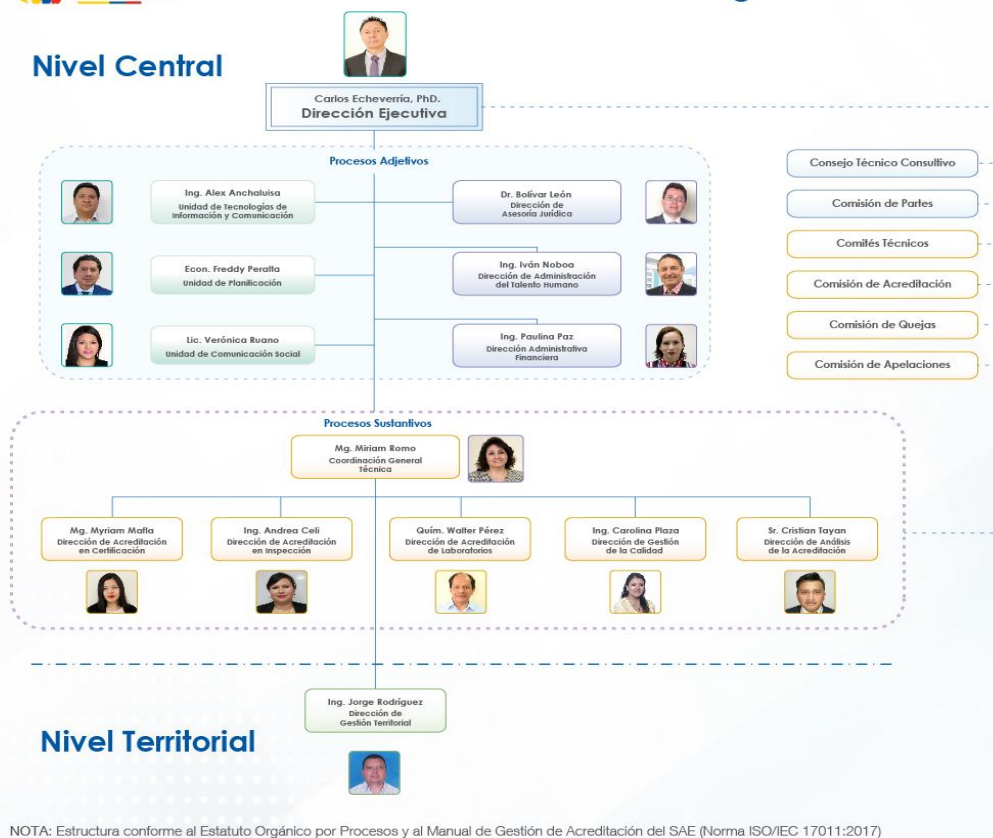 Nivel Central
Carlos Echeverría, PhD.
Dirección Ejecutiva
Procesos Adjetivos
Ing. Alex Anchaluisa
Unidad de Tecnologías de
Información y Comunicación
Dr. Bolívar León
Dirección de
Asesoría Jurídica
Econ. Freddy Peralta
Unidad de Planificación
Ing. Iván Noboa
Dirección de Administración
del Talento Humano
Lic. Verónica Ruano
Unidad de Comunicación Social
Ing. Paulina Paz
Dirección Administrativa
Financiera
Consejo Técnico Consultivo
Comisión de Partes
Comités Técnicos
Comisión de Acreditación
Comisión de Quejas
Comisión de Apelaciones
Procesos Sustantivos
Mg. Miriam Romo
Coordinación General
Técnica
Mg. Myriam Mafla
Dirección de Acreditación
en Certificación
Ing. Andrea Celi
Dirección de Acreditación
en Inspección
Quím. Walter Pérez
Dirección de Acreditación
de Laboratorios
Ing. Carolina Plaza
Dirección de Gestión
de la Calidad
Sr. Cristian Tayan
Dirección de Análisis
de la Acreditación
Ing. Jorge Rodríguez
Dirección de
Gestión Territorial
Nivel Territorial
NOTA: Estructura conforme al Estatuto Orgánico por Procesos y al Manual de Gestión de Acreditación del SAE (Norma ISO/IEC 17011:2017)